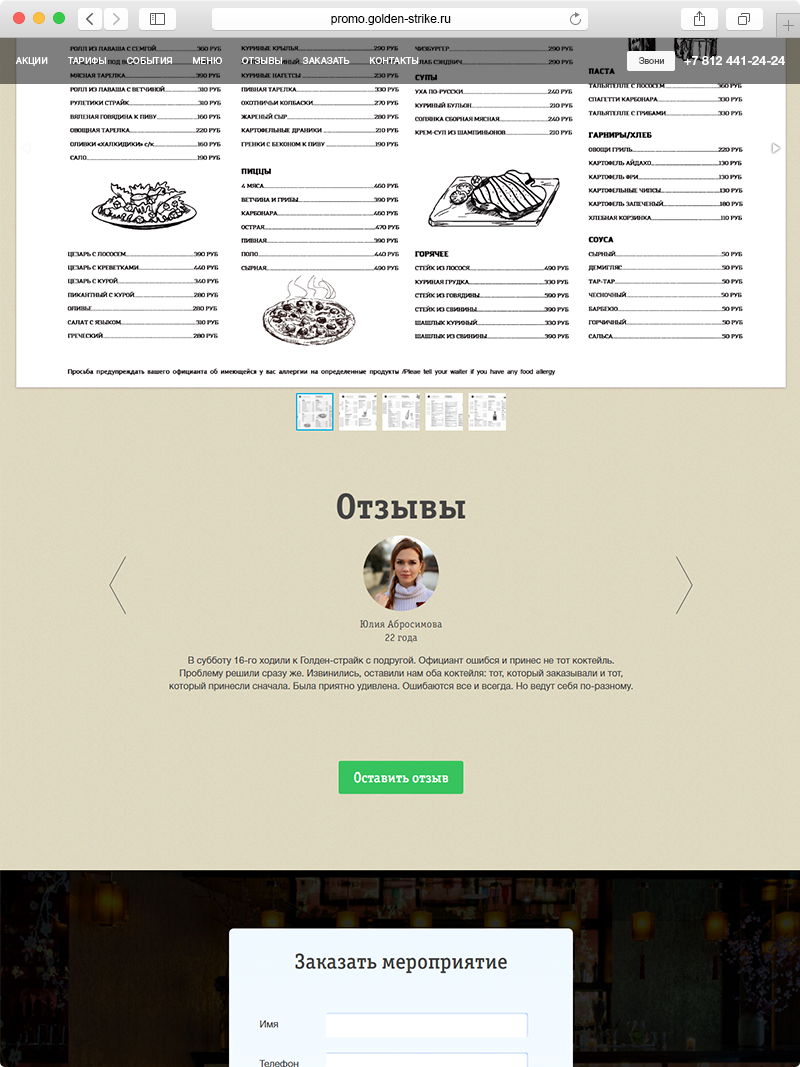 promo.golden-strike.ru
АКЦИИ ТАРИФЫ СОБЫТИЯ МЕНЮ ОТЗЫВЫ ЗАКАЗАТЬ КОНТАКТЫ Звони +7 812 441-24-24
РОЛЛ ИЗ ЛАВАША С СЕМГОЙ 360 РУБ
МЯСНАЯ ТАРЕЛКА 390 РУБ
РОЛЛ ИЗ ЛАВАША С ВЕТЧИНОЙ 310 РУБ
РУЛЕТИКИ СТРАЙК 310 РУБ
ВЯЛЕНАЯ ГОВЯДИНА К ПИВУ 160 РУБ
ОВОЩНАЯ ТАРЕЛКА 220 РУБ
ОЛИВКИ «ХАЛКИДИКИ» с/к 160 РУБ
САЛО 190 РУБ
ЦЕЗАРЬ С ЛОСОСЕМ 390 РУБ
ЦЕЗАРЬ С КРЕВЕТКАМИ 440 РУБ
ЦЕЗАРЬ С КУРОЙ 340 РУБ
ПИКАНТНЫЙ С КУРОЙ 280 РУБ
ОЛИВЬЕ 280 РУБ
САЛАТ С ЯЗЫКОМ 310 РУБ
ГРЕЧЕСКИЙ 280 РУБ
КУРИНЫЕ КРЫЛЬЯ 290 РУБ
КУРИНЫЕ НАГЕТСЫ 230 РУБ
ПИВНАЯ ТАРЕЛКА 330 РУБ
ОХОТНИЧЬИ КОЛБАСКИ 270 РУБ
ЖАРЕНЫЙ СЫР 280 РУБ
КАРТОФЕЛЬНЫЕ ДРАНИКИ 210 РУБ
ГРЕНКИ С БЕКОНОМ К ПИВУ 190 РУБ
ПИЦЦЫ
4 МЯСА 460 РУБ
ВЕТЧИНА И ГРИБЫ 390 РУБ
КАРБОНАРА 460 РУБ
ОСТРАЯ 470 РУБ
ПИВНАЯ 390 РУБ
ПОЛО 440 РУБ
СЫРНАЯ 490 РУБ
ЧИЗБУРГЕР 290 РУБ
КЛАБ СЭНДВИЧ 290 РУБ
СУПЫ
УХА ПО-РУССКИ 240 РУБ
КУРИНЫЙ БУЛЬОН 210 РУБ
СОЛЯНКА СБОРНАЯ МЯСНАЯ 240 РУБ
КРЕМ-СУП ИЗ ШАМПИНЬОНОВ 210 РУБ
ГОРЯЧЕЕ
СТЕЙК ИЗ ЛОСОСЯ 490 РУБ
КУРИНАЯ ГРУДКА 330 РУБ
СТЕЙК ИЗ ГОВЯДИНЫ 590 РУБ
СТЕЙК ИЗ СВИНИНЫ 390 РУБ
ШАШЛЫК КУРИНЫЙ 330 РУБ
ШАШЛЫК ИЗ СВИНИНЫ 390 РУБ
ПАСТА
ТАЛЬЯТЕЛЛЕ С ЛОСОСЕМ 360 РУБ
СПАГЕТТИ КАРБОНАРА 330 РУБ
ТАЛЬЯТЕЛЛЕ С ГРИБАМИ 330 РУБ
ГАРНИРЫ/ХЛЕБ
ОВОЩИ ГРИЛЬ 220 РУБ
КАРТОФЕЛЬ АЙДАХО 130 РУБ
КАРТОФЕЛЬ ФРИ 130 РУБ
КАРТОФЕЛЬНЫЕ ЧИПСЫ 130 РУБ
КАРТОФЕЛЬ ЗАПЕЧЕНЫЙ 180 РУБ
ХЛЕБНАЯ КОРЗИНКА 110 РУБ
СОУСА
СЫРНЫЙ 50 РУБ
ДЕМИГЛЯС 50 РУБ
ТАР-ТАР 50 РУБ
ЧЕСНОЧНЫЙ 50 РУБ
БАРБЕКЮ 50 РУБ
ГОРЧИЧНЫЙ 50 РУБ
САЛЬСА 50 РУБ
Просьба предупреждать вашего официанта об имеющейся у вас аллергии на определенные продукты /Pleae tell your waiter if you have any food allergy
Отзывы
Юлия Абросимова
22 года
В субботу 16-го ходили к Голден-страйк с подругой. Официант ошибся и принес не тот коктейль.
Проблему решили сразу же. Извинились, оставили нам оба коктейля: тот, который заказывали и тот,
который принесли сначала. Была приятно удивлена. Ошибаются все и всегда. Но ведут себя по-разному.
Оставить отзыв
Заказать мероприятие
Имя
Телефон